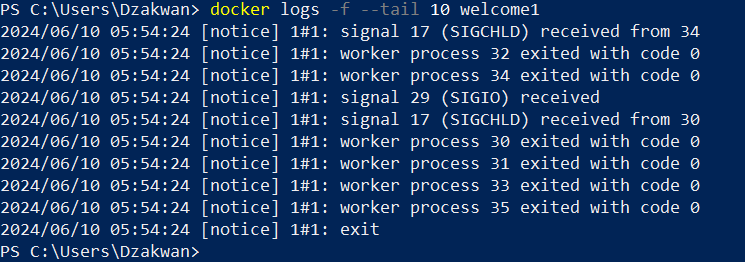 PS C:\Users\Dzakwan> docker logs -f --tail 10 welcome1
2024/06/10 05:54:24 [notice] 1#1: signal 17 (SIGCHLD) received from 34
2024/06/10 05:54:24 [notice] 1#1: worker process 32 exited with code 0
2024/06/10 05:54:24 [notice] 1#1: worker process 34 exited with code 0
2024/06/10 05:54:24 [notice] 1#1: signal 29 (SIGIO) received
2024/06/10 05:54:24 [notice] 1#1: signal 17 (SIGCHLD) received from 30
2024/06/10 05:54:24 [notice] 1#1: worker process 30 exited with code 0
2024/06/10 05:54:24 [notice] 1#1: worker process 31 exited with code 0
2024/06/10 05:54:24 [notice] 1#1: worker process 33 exited with code 0
2024/06/10 05:54:24 [notice] 1#1: worker process 35 exited with code 0
2024/06/10 05:54:24 [notice] 1#1: exit
PS C:\Users\Dzakwan>